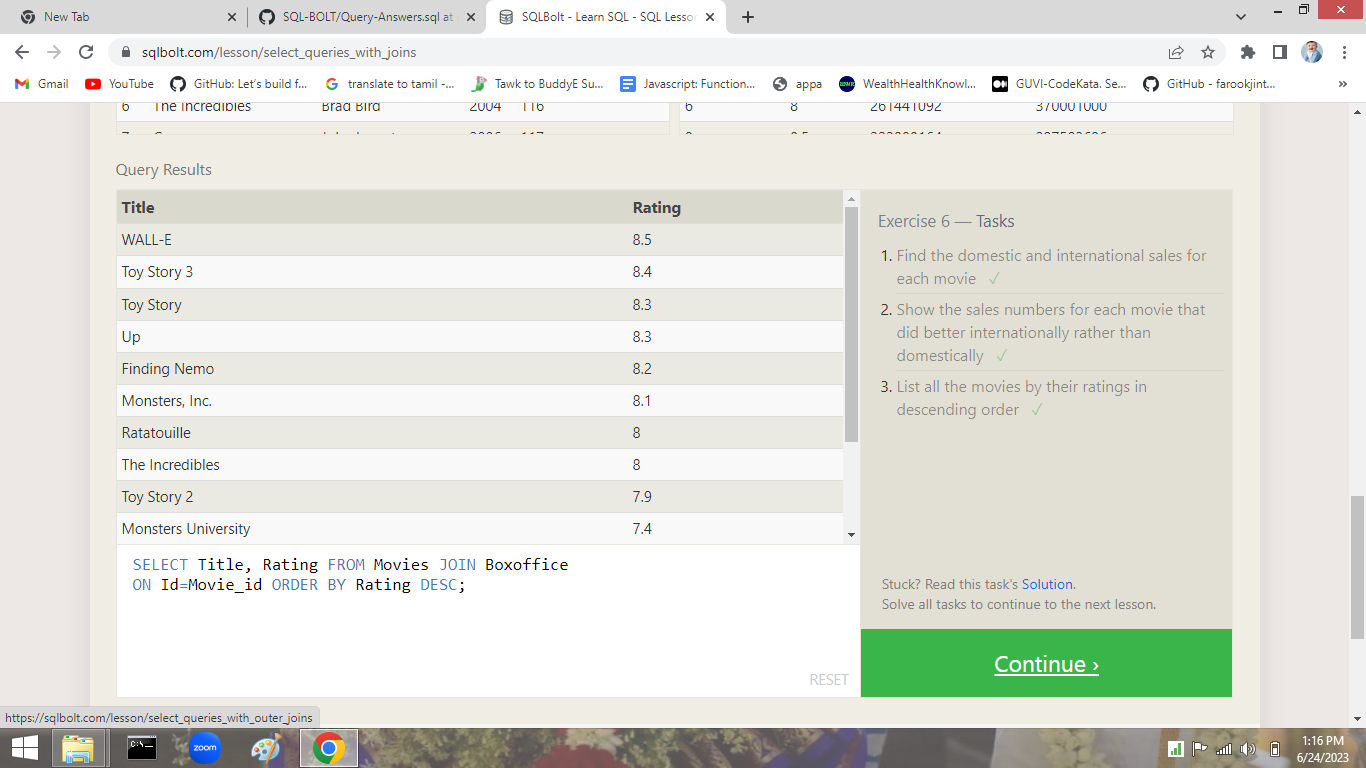 New Tab
SQL-BOLT/Query-Answers.sql at
SQLBolt - Learn SQL - SQL Lesson
sqlbolt.com/lesson/select_queries_with_joins
Gmail YouTube GitHub: Let's build f... translate to tamil -... Tawk to BuddyE Su... Javascript: Function... appa WealthHealthKnowl... GUVI-CodeKata. Se... GitHub - farookjint... »
6 The Incredibles Brad Bird 2004 116
6 8 261441092 370001000
Query Results
Title Rating
WALL-E 8.5
Toy Story 3 8.4
Toy Story 8.3
Up 8.3
Finding Nemo 8.2
Monsters, Inc. 8.1
Ratatouille 8
The Incredibles 8
Toy Story 2 7.9
Monsters University 7.4
SELECT Title, Rating FROM Movies JOIN Boxoffice
ON Id=Movie_id ORDER BY Rating DESC;
RESET
Exercise 6 — Tasks
1. Find the domestic and international sales for
each movie ✓
2. Show the sales numbers for each movie that
did better internationally rather than
domestically ✓
3. List all the movies by their ratings in
descending order ✓
Stuck? Read this task's Solution.
Solve all tasks to continue to the next lesson.
Continue ›
https://sqlbolt.com/lesson/select_queries_with_outer_joins
C:\_
zoom
1:16 PM
6/24/2023